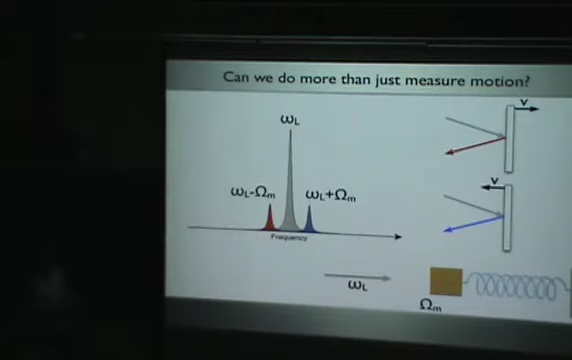 Can we do more than just measure motion?
v
ωL
ωL-Ωm
ωL+Ωm
v
Frequency
ωL
Ωm